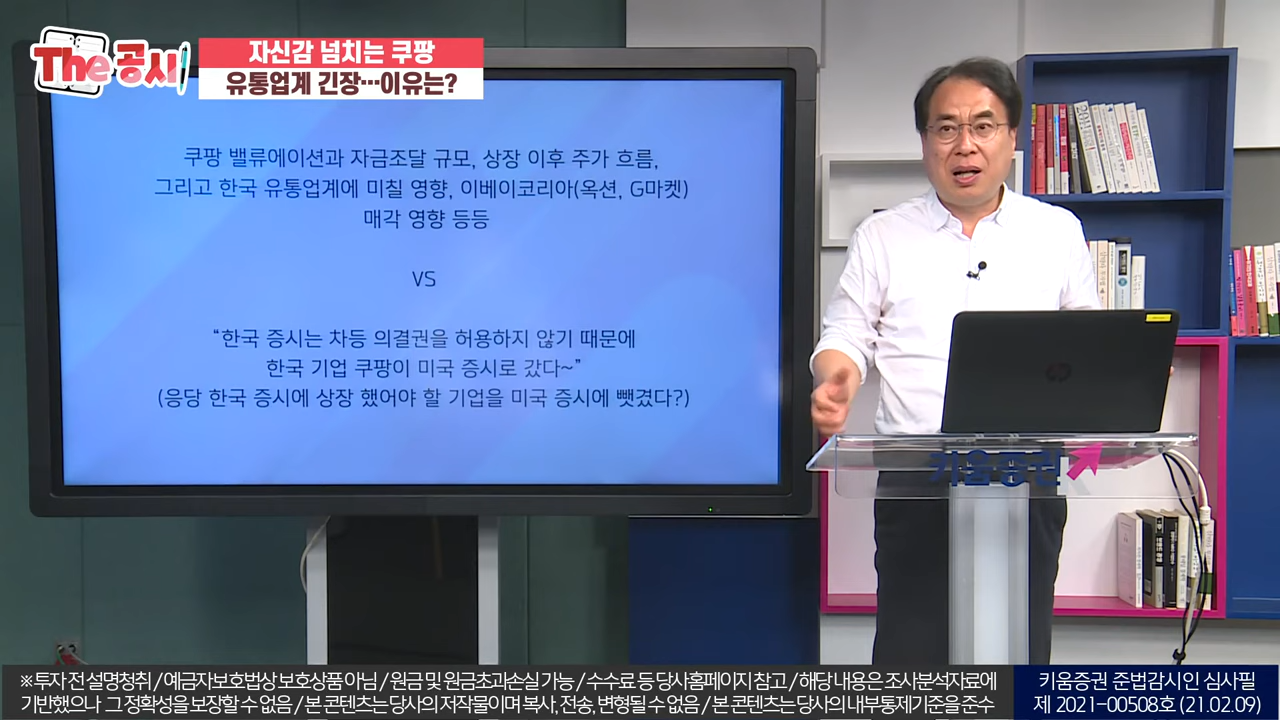 The 공시
자신감 넘치는 쿠팡
유통업계 긴장…이유는?
쿠팡 밸류에이션과 자금조달 규모, 상장 이후 주가 흐름,
그리고 한국 유통업계에 미칠 영향, 이베이코리아(옥션, G마켓)
매각 영향 등등
VS
“한국 증시는 차등 의결권을 허용하지 않기 때문에
한국 기업 쿠팡이 미국 증시로 갔다~”
(응당 한국 증시에 상장 했어야 할 기업을 미국 증시에 뺏겼다?)
hp
키움증권
※ 투자 전 설명청취 / 예금자보호법상 보호상품 아님 / 원금 및 원금초과손실 가능 / 수수료 등 당사홈페이지 참고 / 해당 내용은 조사분석자료에
기반했으나 그 정확성을 보장할 수 없음 / 본 콘텐츠는 당사의 저작물이며 복사, 전송, 변형될 수 없음 / 본 콘텐츠는 당사의 내부통제기준을 준수
키움증권 준법감시인 심사필
제 2021-00508호 (21.02.09)